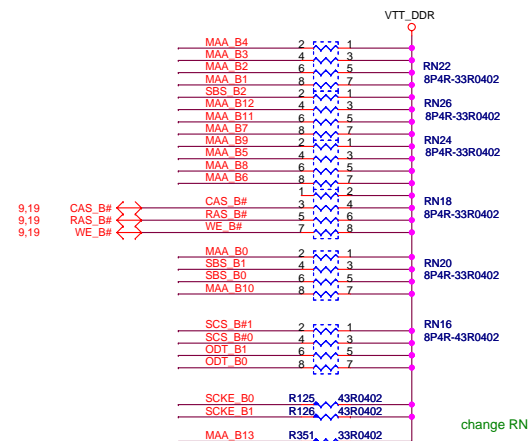 VTT_DDR
MAA_B4 2 1
MAA_B3 4 3
MAA_B2 6 5 RN22
MAA_B1 8 7 8P4R-33R0402
SBS_B2 2 1
MAA_B12 4 3 RN26
MAA_B11 6 5 8P4R-33R0402
MAA_B7 8 7
MAA_B9 2 1 RN24
MAA_B5 4 3 8P4R-33R0402
MAA_B8 6 5
MAA_B6 8 7
1 2
9,19 CAS_B# CAS_B# 3 4 RN18
9,19 RAS_B# RAS_B# 5 6 8P4R-33R0402
9,19 WE_B# WE_B# 7 8
MAA_B0 2 1
SBS_B1 4 3 RN20
SBS_B0 6 5 8P4R-33R0402
MAA_B10 8 7
SCS_B#1 2 1 RN16
SCS_B#0 4 3 8P4R-43R0402
ODT_B1 6 5
ODT_B0 8 7
SCKE_B0 R125 43R0402
SCKE_B1 R126 43R0402
change RN
MAA_B13 R351 33R0402